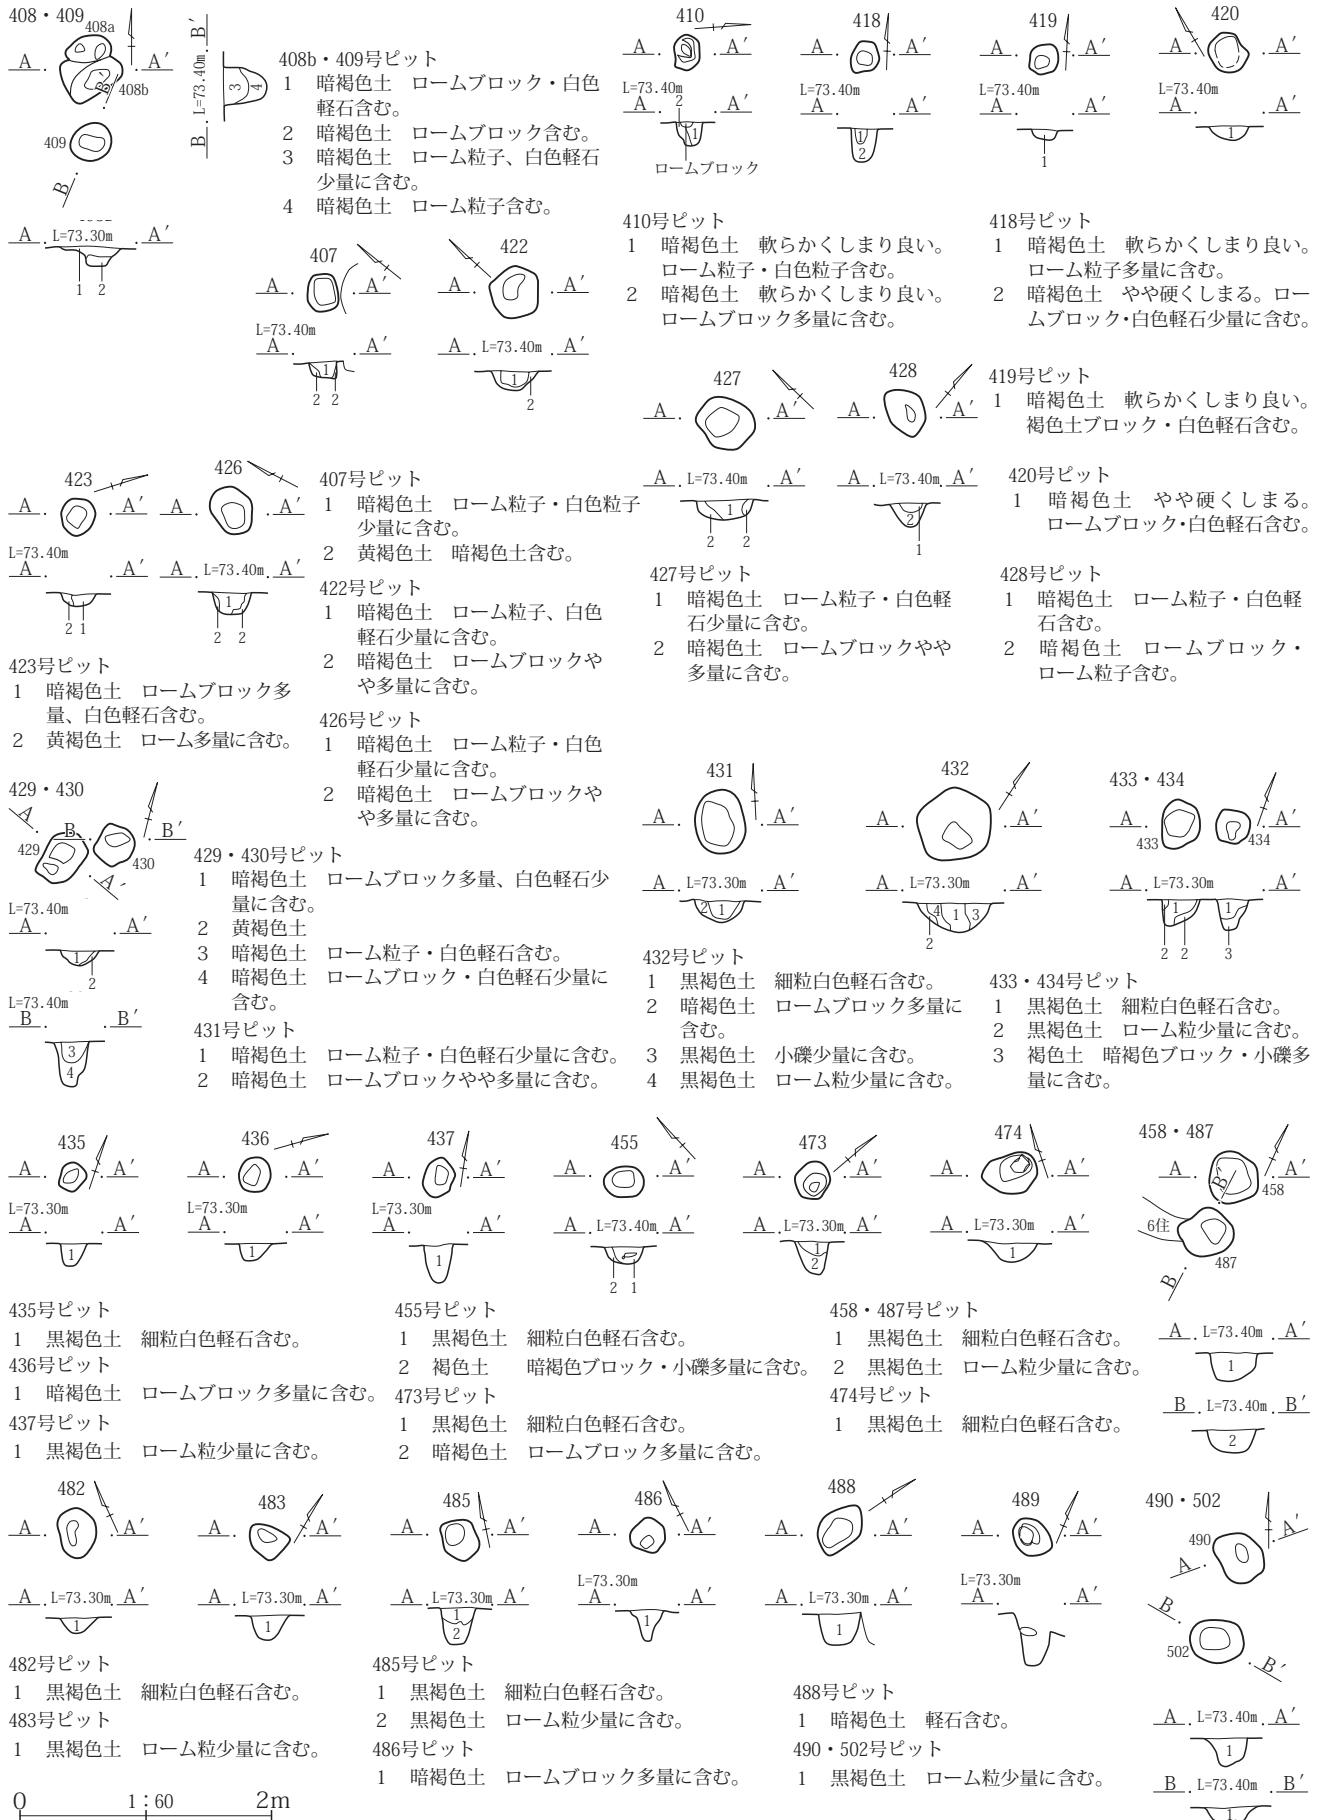 408・409
408a
A A′
B′
408b
409
B
B L=73.40m B′
3 4
408b・409号ピット
1 暗褐色土 ロームブロック・白色
軽石含む。
2 暗褐色土 ロームブロック含む。
3 暗褐色土 ローム粒子、白色軽石
少量に含む。
4 暗褐色土 ローム粒子含む。
A L=73.30m A′
1 2
407
A A′
L=73.40m
A A′
1
2 2
422
A A′
A L=73.40m A′
1
2
410
A A′
L=73.40m
A A′
2
1
ロームブロック
418
A A′
L=73.40m
A A′
1
2
419
A A′
L=73.40m
A A′
1
420
A A′
L=73.40m
A A′
1
410号ピット
1 暗褐色土 軟らかくしまり良い。
ローム粒子・白色粒子含む。
2 暗褐色土 軟らかくしまり良い。
ロームブロック多量に含む。
418号ピット
1 暗褐色土 軟らかくしまり良い。
ローム粒子多量に含む。
2 暗褐色土 やや硬くしまる。ロー
ムブロック・白色軽石少量に含む。
427
A A′
A L=73.40m A′
1
2 2
428
A A′
A L=73.40m A′
2
1
419号ピット
1 暗褐色土 軟らかくしまり良い。
褐色土ブロック・白色軽石含む。
420号ピット
1 暗褐色土 やや硬くしまる。
ロームブロック・白色軽石含む。
423
A A′
L=73.40m
A A′
2 1
426
A A′
A L=73.40m A′
1
2 2
407号ピット
1 暗褐色土 ローム粒子・白色粒子
少量に含む。
2 黄褐色土 暗褐色土含む。
422号ピット
1 暗褐色土 ローム粒子、白色
軽石少量に含む。
2 暗褐色土 ロームブロックや
や多量に含む。
426号ピット
1 暗褐色土 ローム粒子・白色
軽石少量に含む。
2 暗褐色土 ロームブロックや
や多量に含む。
427号ピット
1 暗褐色土 ローム粒子・白色軽
石少量に含む。
2 暗褐色土 ロームブロックやや
多量に含む。
428号ピット
1 暗褐色土 ローム粒子・白色軽
石含む。
2 暗褐色土 ロームブロック・
ローム粒子含む。
423号ピット
1 暗褐色土 ロームブロック多
量、白色軽石含む。
2 黄褐色土 ローム多量に含む。
429・430
A
B B′
429
430
A′
L=73.40m
A A′
1
2
L=73.40m
B B′
3
4
429・430号ピット
1 暗褐色土 ロームブロック多量、白色軽石少
量に含む。
2 黄褐色土
3 暗褐色土 ローム粒子・白色軽石含む。
4 暗褐色土 ロームブロック・白色軽石少量に
含む。
431号ピット
1 暗褐色土 ローム粒子・白色軽石少量に含む。
2 暗褐色土 ロームブロックやや多量に含む。
431
A A′
A L=73.30m A′
2 1
432
A A′
A L=73.30m A′
4 1 3
2
433・434
A A′
433 434
A L=73.30m A′
1 1
2 2 3
432号ピット
1 黒褐色土 細粒白色軽石含む。
2 暗褐色土 ロームブロック多量に
含む。
3 黒褐色土 小礫少量に含む。
4 黒褐色土 ローム粒少量に含む。
433・434号ピット
1 黒褐色土 細粒白色軽石含む。
2 黒褐色土 ローム粒少量に含む。
3 褐色土 暗褐色ブロック・小礫多
量に含む。
435
A A′
L=73.30m
A A′
1
436
A A′
L=73.30m
A A′
1
437
A A′
L=73.30m
A A′
1
455
A A′
A L=73.40m A′
2 1
473
A A′
A L=73.30m A′
1
2
474
A A′
A L=73.30m A′
1
458・487
A A′
B′
458
6住
487
B
A L=73.40m A′
1
B L=73.40m B′
2
435号ピット
1 黒褐色土 細粒白色軽石含む。
436号ピット
1 暗褐色土 ロームブロック多量に含む。
437号ピット
1 黒褐色土 ローム粒少量に含む。
455号ピット
1 黒褐色土 細粒白色軽石含む。
2 褐色土 暗褐色ブロック・小礫多量に含む。
473号ピット
1 黒褐色土 細粒白色軽石含む。
2 暗褐色土 ロームブロック多量に含む。
458・487号ピット
1 黒褐色土 細粒白色軽石含む。
2 黒褐色土 ローム粒少量に含む。
474号ピット
1 黒褐色土 細粒白色軽石含む。
482
A A′
A L=73.30m A′
1
483
A A′
A L=73.30m A′
1
485
A A′
A L=73.30m A′
1
2
486
A A′
L=73.30m
A A′
1
488
A A′
A L=73.30m A′
1
489
A A′
L=73.30m
A A′
490・502
490
A A′
B
502
B′
A L=73.40m A′
1
B L=73.40m B′
1
482号ピット
1 黒褐色土 細粒白色軽石含む。
483号ピット
1 黒褐色土 ローム粒少量に含む。
485号ピット
1 黒褐色土 細粒白色軽石含む。
2 黒褐色土 ローム粒少量に含む。
486号ピット
1 暗褐色土 ロームブロック多量に含む。
488号ピット
1 暗褐色土 軽石含む。
490・502号ピット
1 黒褐色土 ローム粒少量に含む。
0 1:60 2m